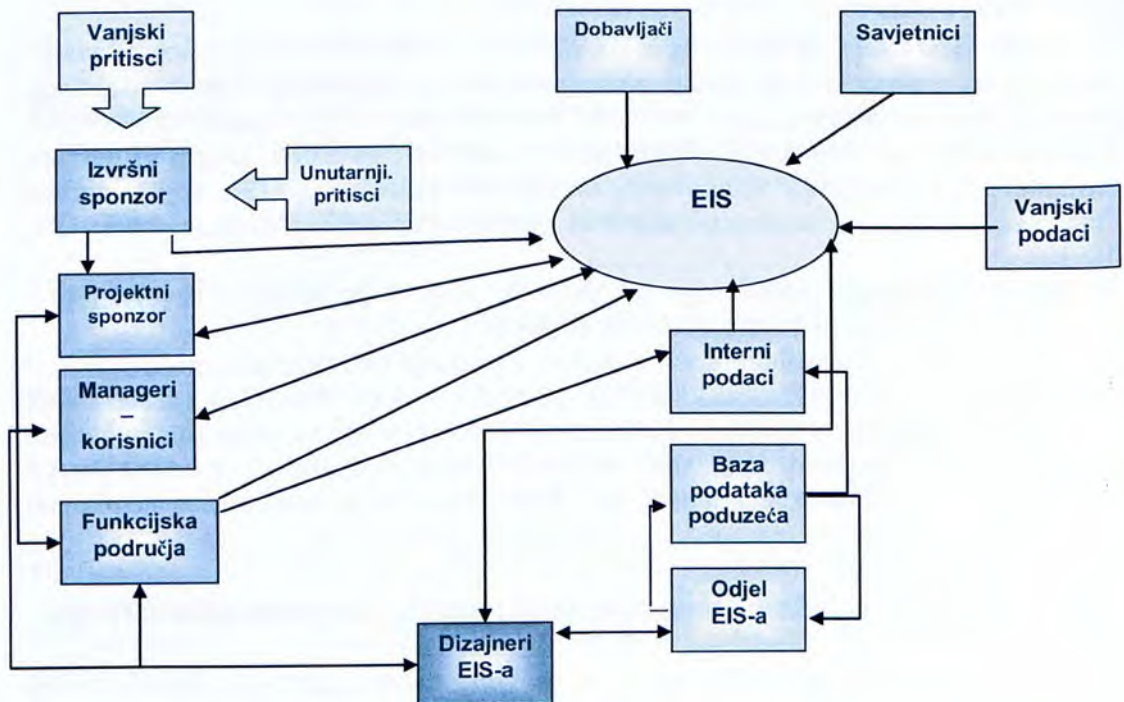 Vanjski
pritisci
Dobavljači
Savjetnici
Izvršni
sponzor
Unutarnji.
pritisci
EIS
Vanjski
podaci
Projektni
sponzor
Interni
podaci
Manageri
–
korisnici
Baza
podataka
poduzeća
Funkcijska
područja
Odjel
EIS-a
Dizajneri
EIS-a